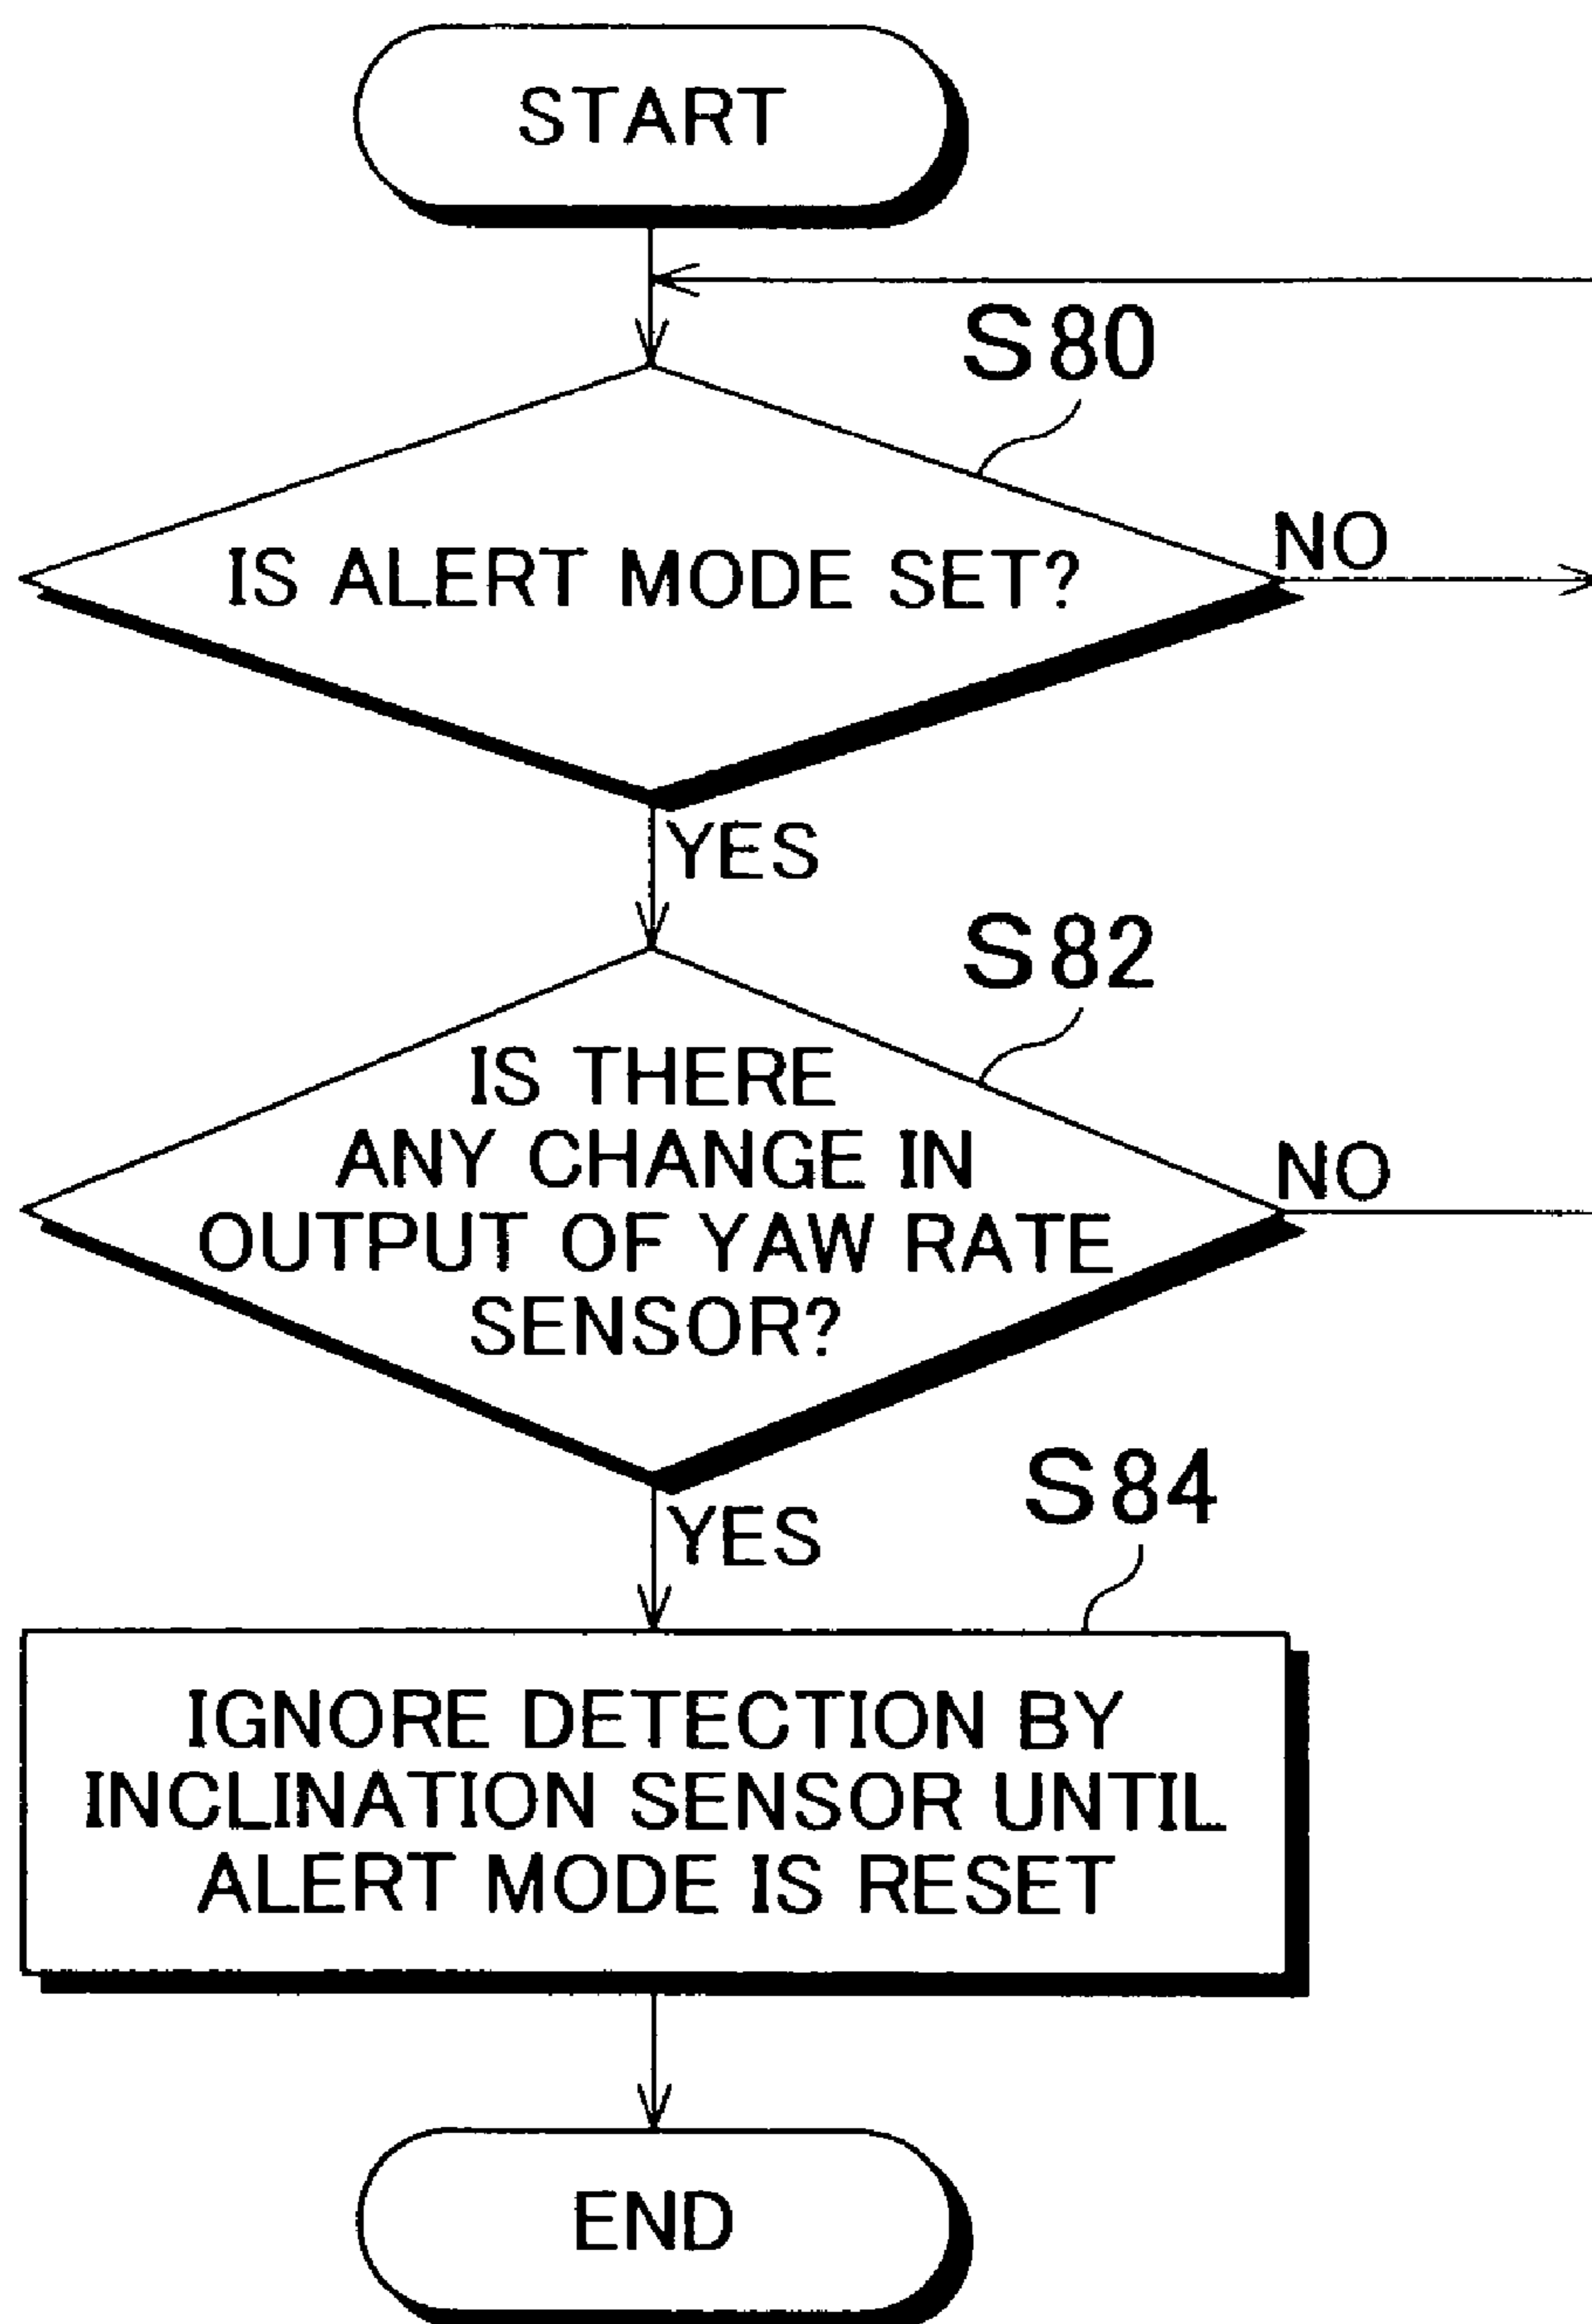 START
S80
IS ALERT MODE SET?
NO
YES
S82
IS THERE
ANY CHANGE IN
OUTPUT OF YAW RATE
SENSOR?
NO
YES
S84
IGNORE DETECTION BY
INCLINATION SENSOR UNTIL
ALERT MODE IS RESET
END